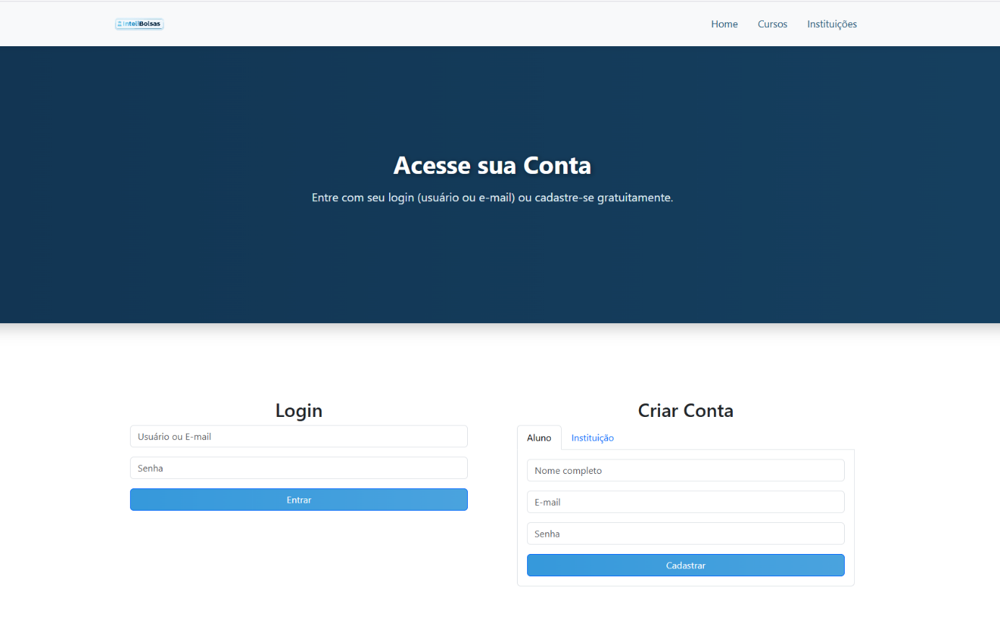 InteliBolsas
Home
Cursos
Instituições
Acesse sua Conta
Entre com seu login (usuário ou e-mail) ou cadastre-se gratuitamente.
Login
Usuário ou E-mail
Senha
Entrar
Criar Conta
Aluno
Instituição
Nome completo
E-mail
Senha
Cadastrar